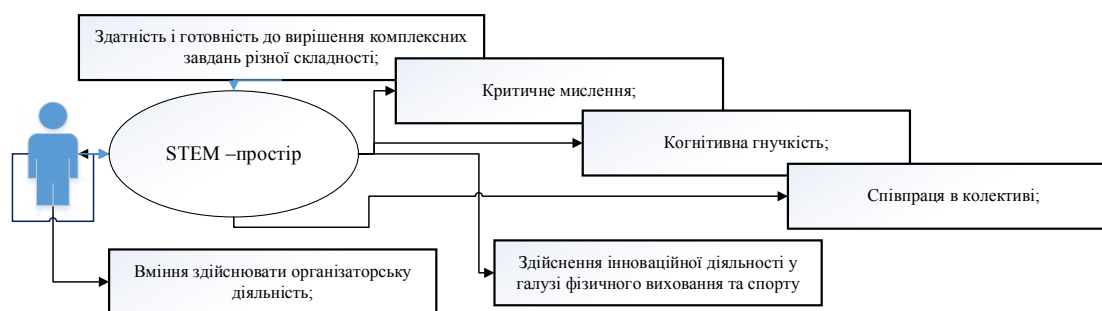 Здатність і готовність до вирішення комплексних
завдань різної складності;
Критичне мислення;
Когнітивна гнучкість;
STEM –простір
Співпраця в колективі;
Вміння здійснювати організаторську
діяльність;
Здійснення інноваційної діяльності у
галузі фізичного виховання та спорту